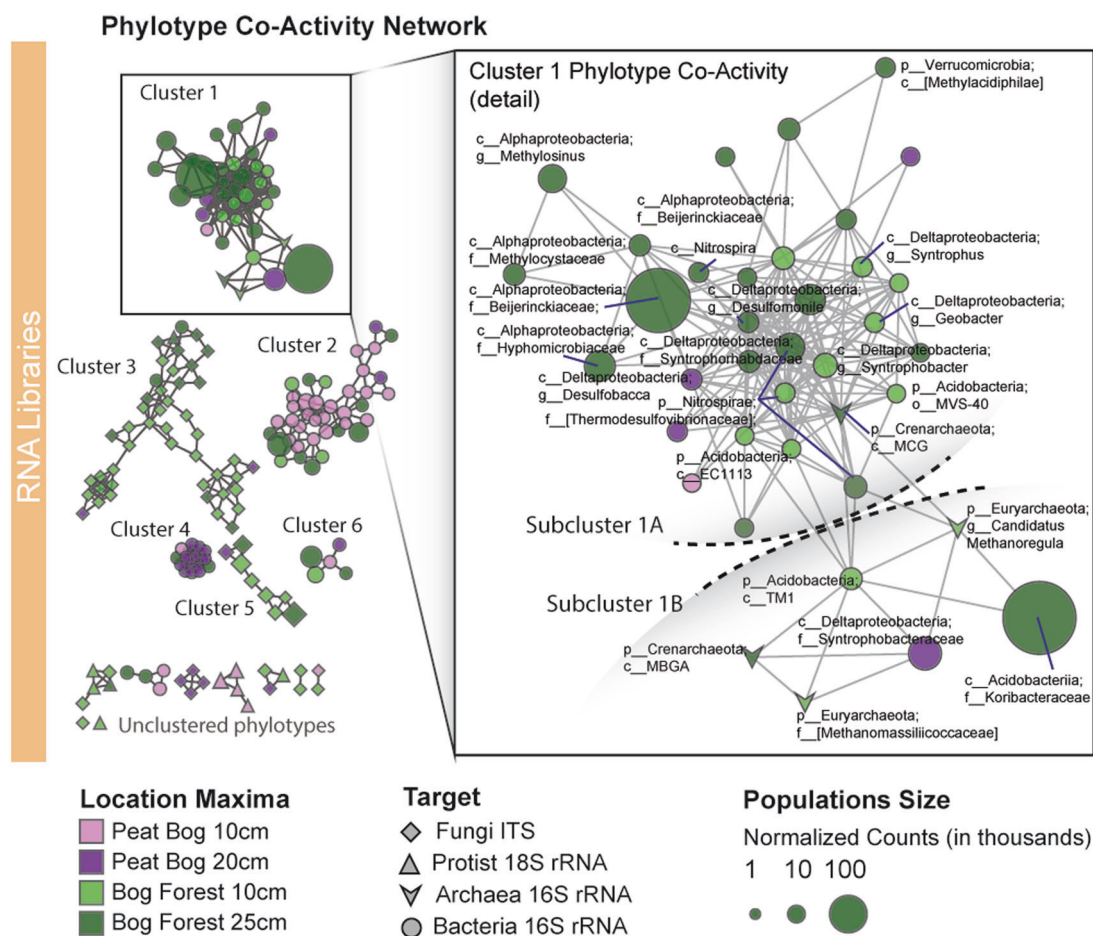 Phylotype Co-Activity Network
RNA Libraries
Cluster 1
Cluster 1 Phylotype Co-Activity
(detail)
p__Verrucomicrobia;
c__[Methylacidiphilae]
c__Alphaproteobacteria;
g__Methylosinus
c__Alphaproteobacteria;
f__Beijerinckiaceae
c__Alphaproteobacteria;
f__Methylocystaceae
c__Nitrospira
c__Deltaproteobacteria;
g__Syntrophus
c__Alphaproteobacteria;
f__Beijerinckiaceae;
c__Deltaproteobacteria;
g__Desulfomonile
c__Deltaproteobacteria;
g__Geobacter
c__Alphaproteobacteria;
f__Hyphomicrobiaceae
c__Deltaproteobacteria;
f__Syntrophorhabdaceae
c__Deltaproteobacteria;
g__Syntrophobacter
c__Deltaproteobacteria;
g__Desulfobacca
p__Nitrospirae;
f__[Thermodesulfovibrionaceae];
p__Acidobacteria;
o__MVS-40
p__Crenarchaeota;
c__MCG
p__Acidobacteria;
c__EC1113
Subcluster 1A
p__Euryarchaeota;
g__Candidatus
Methanoregula
Subcluster 1B
p__Acidobacteria;
c__TM1
c__Deltaproteobacteria;
f__Syntrophobacteraceae
p__Crenarchaeota;
c__MBGA
c__Acidobacteriia;
f__Koribacteraceae
p__Euryarchaeota;
f__[Methanomassiliicoccaceae]
Cluster 3
Cluster 2
Cluster 4
Cluster 6
Cluster 5
Unclustered phylotypes
Location Maxima
Peat Bog 10cm
Peat Bog 20cm
Bog Forest 10cm
Bog Forest 25cm
Target
Fungi ITS
Protist 18S rRNA
Archaea 16S rRNA
Bacteria 16S rRNA
Populations Size
Normalized Counts (in thousands)
1 10 100